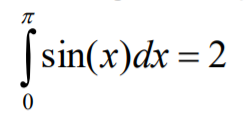 ∫₀^π sin(x)dx = 2